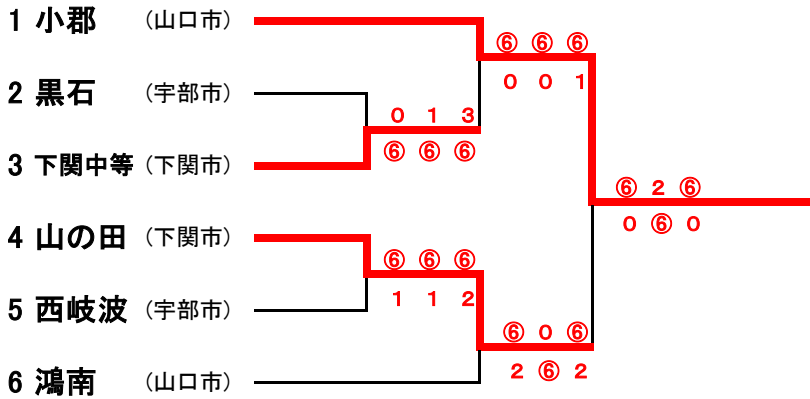 1 小郡 (山口市)
⑥ ⑥ ⑥
0 0 1
2 黒石 (宇部市)
0 1 3
⑥ ⑥ ⑥
3 下関中等 (下関市)
⑥ 2 ⑥
0 ⑥ 0
4 山の田 (下関市)
⑥ ⑥ ⑥
1 1 2
5 西岐波 (宇部市)
⑥ 0 ⑥
2 ⑥ 2
6 鴻南 (山口市)